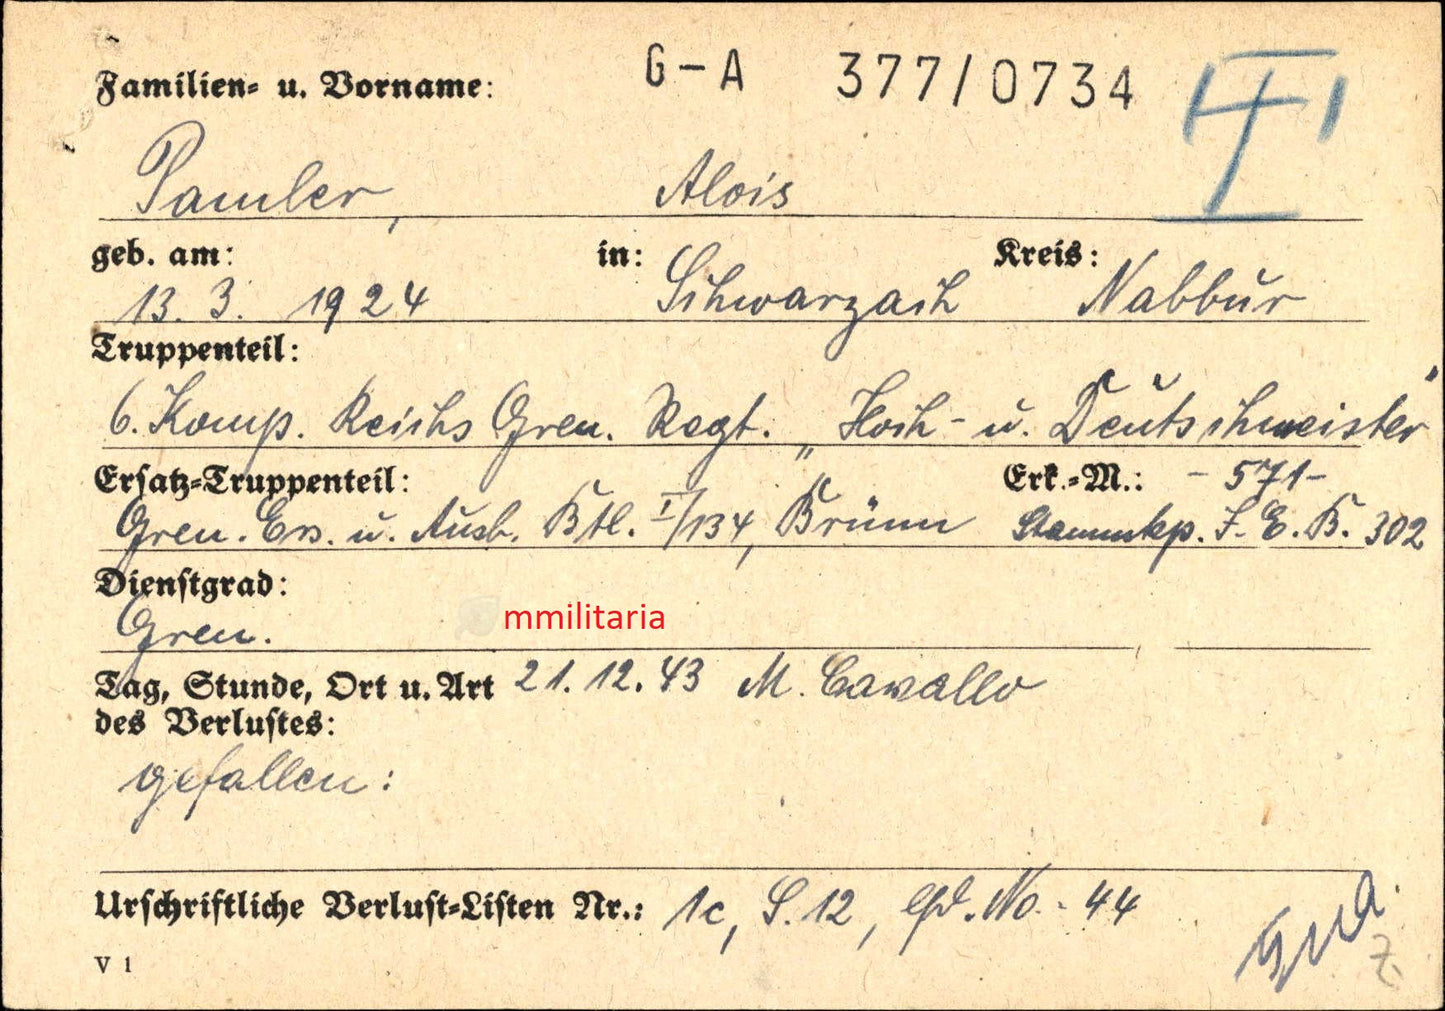 G-A 377/0734
Familien- u. Vorname:
Pamler, Alois
geb. am: in: Kreis:
13. 3. 1924 Schwarzach Nabbur
Truppenteil:
6. Komp. Reichs Gren. Regt. „Hoch- u. Deutschmeister"
Ersatz-Truppenteil: Erk.-M.: -571-
Gren. Ers. u. Ausb. Btl. I/134, Brünn Stammkp. I. E. B. 302
Dienstgrad:
Gren.
mmilitaria
Tag, Stunde, Ort u. Art 21. 12. 43 M. Cavallo
des Verlustes:
gefallen:
Urschriftliche Verlust-Listen Nr.: 1c, S. 12, lfd. No. - 44
V 1